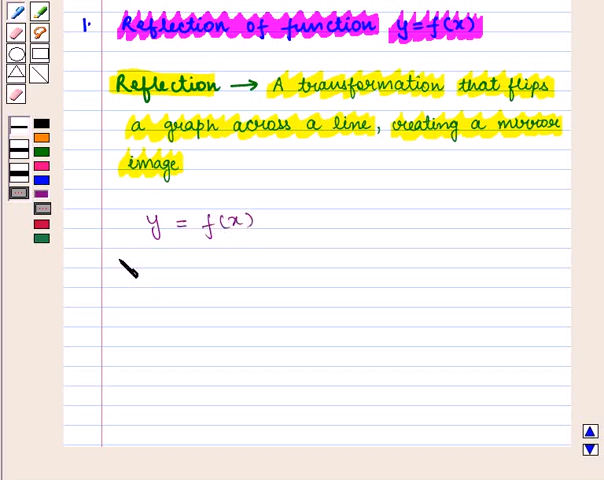 1. Reflection of function y=f(x)
Reflection → A transformation that flips
a graph across a line, creating a mirror
image
y = f(x)